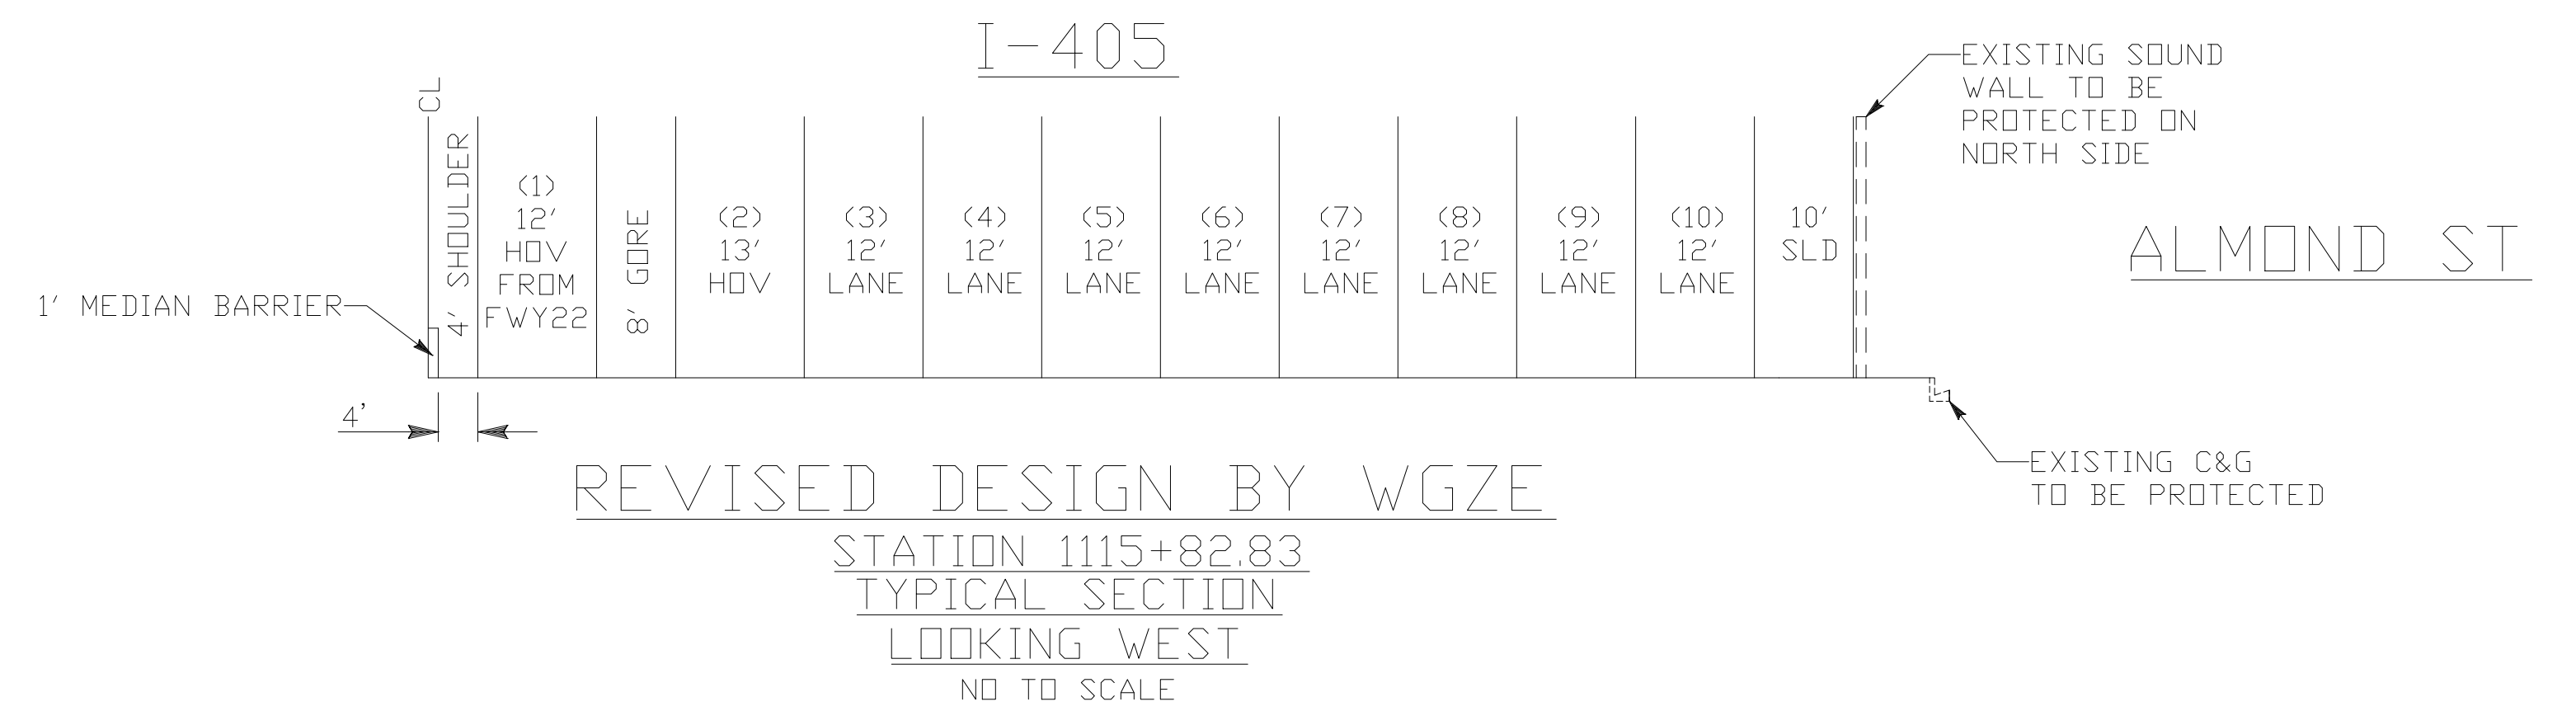 I-405
EXISTING SOUND
WALL TO BE
PROTECTED ON
NORTH SIDE
CL
4' SHOULDER
(1)
12'
HOV
FROM
FWY22
8' GORE
(2)
13'
HOV
(3)
12'
LANE
(4)
12'
LANE
(5)
12'
LANE
(6)
12'
LANE
(7)
12'
LANE
(8)
12'
LANE
(9)
12'
LANE
(10)
12'
LANE
10'
SLD
ALMOND ST
1' MEDIAN BARRIER
4'
EXISTING C&G
TO BE PROTECTED
REVISED DESIGN BY WGZE
STATION 1115+82.83
TYPICAL SECTION
LOOKING WEST
NO TO SCALE